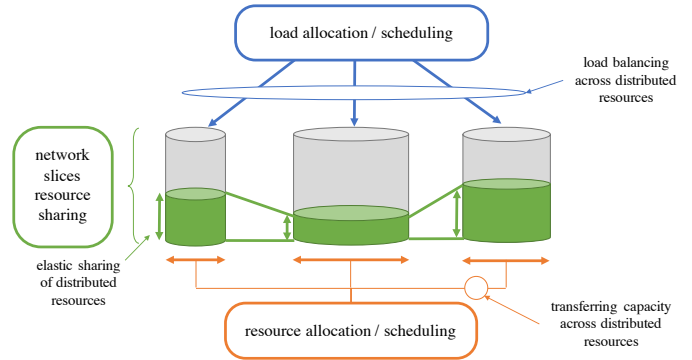 load allocation / scheduling
load balancing
across distributed
resources
network
slices
resource
sharing
elastic sharing
of distributed
resources
resource allocation / scheduling
transferring capacity
across distributed
resources